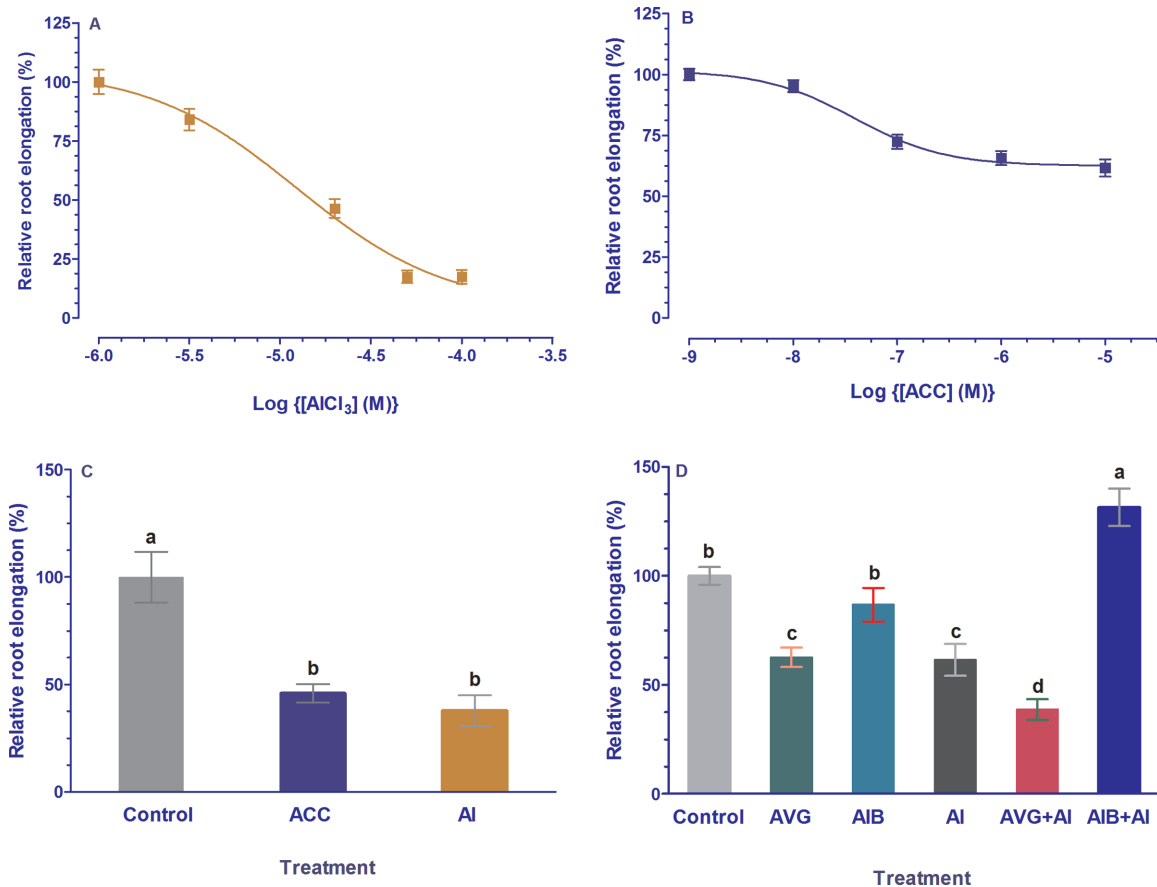 A
Relative root elongation (%)
125
100
75
50
25
0
-6.0 -5.5 -5.0 -4.5 -4.0 -3.5
Log {[AlCl₃] (M)}
B
Relative root elongation (%)
125
100
75
50
25
0
-9 -8 -7 -6 -5
Log {[ACC] (M)}
C
Relative root elongation (%)
150
100
50
0
a
b
b
Control ACC Al
Treatment
D
Relative root elongation (%)
150
100
50
0
b
c
b
c
d
a
Control AVG AIB Al AVG+Al AIB+Al
Treatment